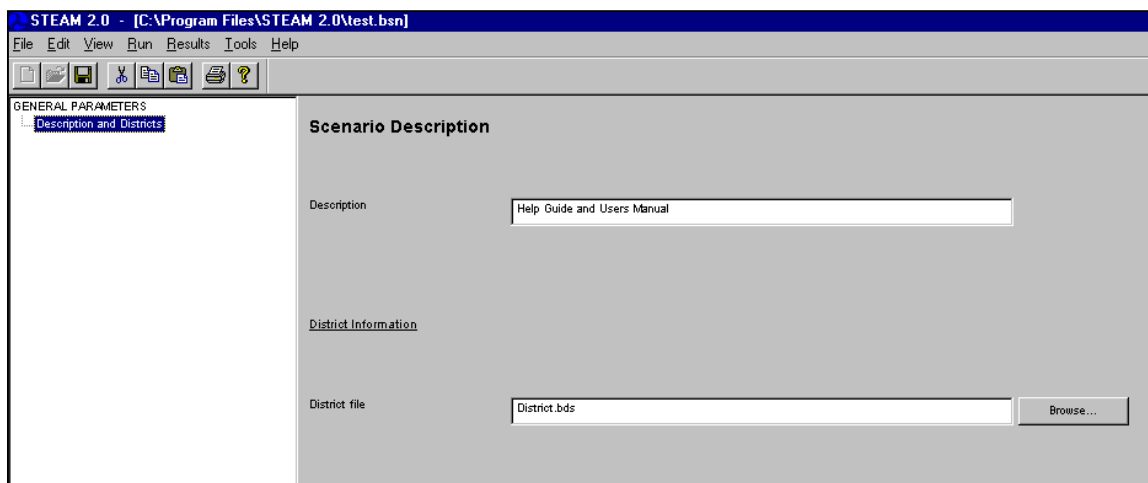 STEAM 2.0 - [C:\Program Files\STEAM 2.0\test.bsn]
File Edit View Run Results Tools Help
GENERAL PARAMETERS
Description and Districts
Scenario Description
Description
Help Guide and Users Manual
District Information
District file
District.bds
Browse...